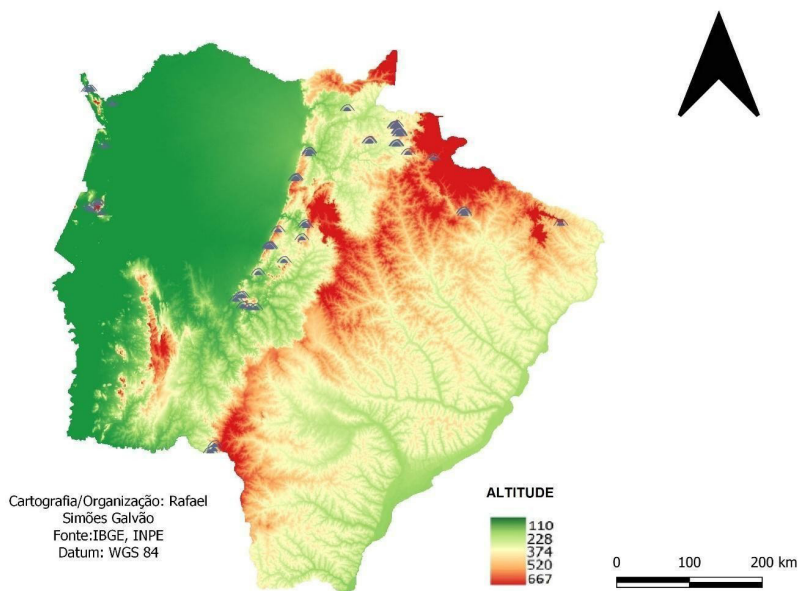 Cartografia/Organização: Rafael
Simões Galvão
Fonte:IBGE, INPE
Datum: WGS 84
ALTITUDE
110
228
374
520
667
0 100 200 km